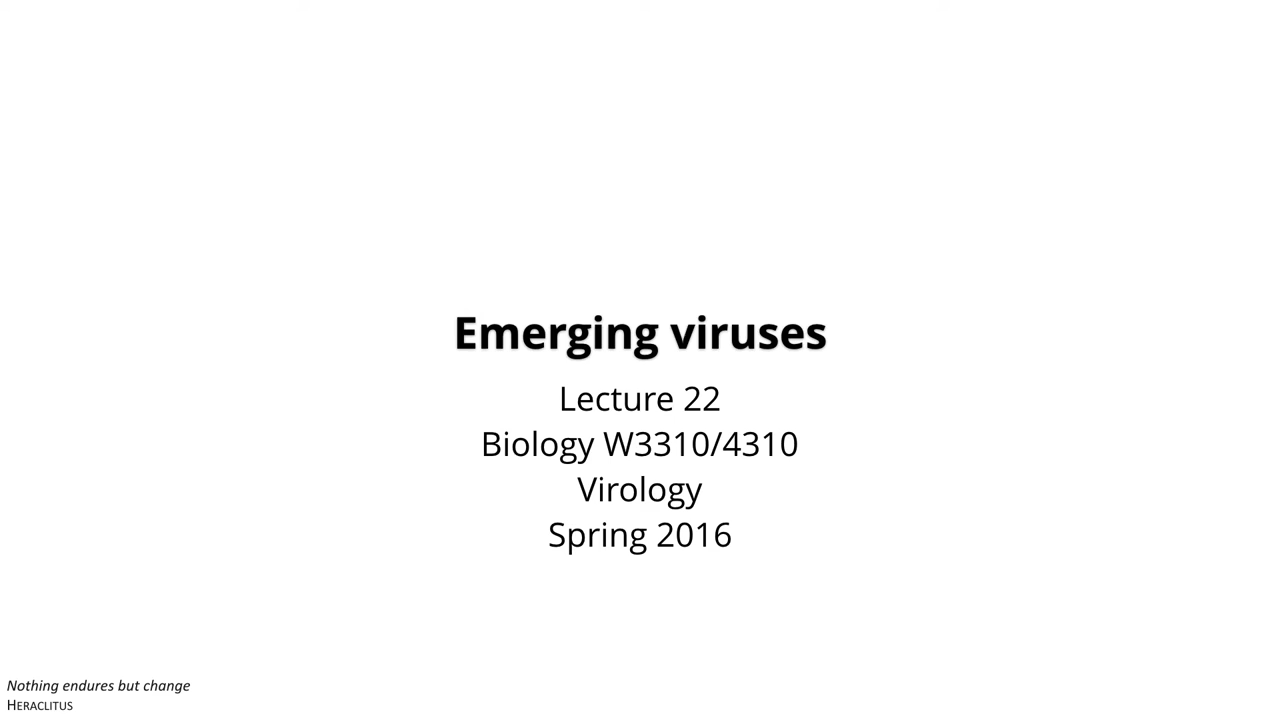 Emerging viruses
Lecture 22
Biology W3310/4310
Virology
Spring 2016
Nothing endures but change
HERACLITUS